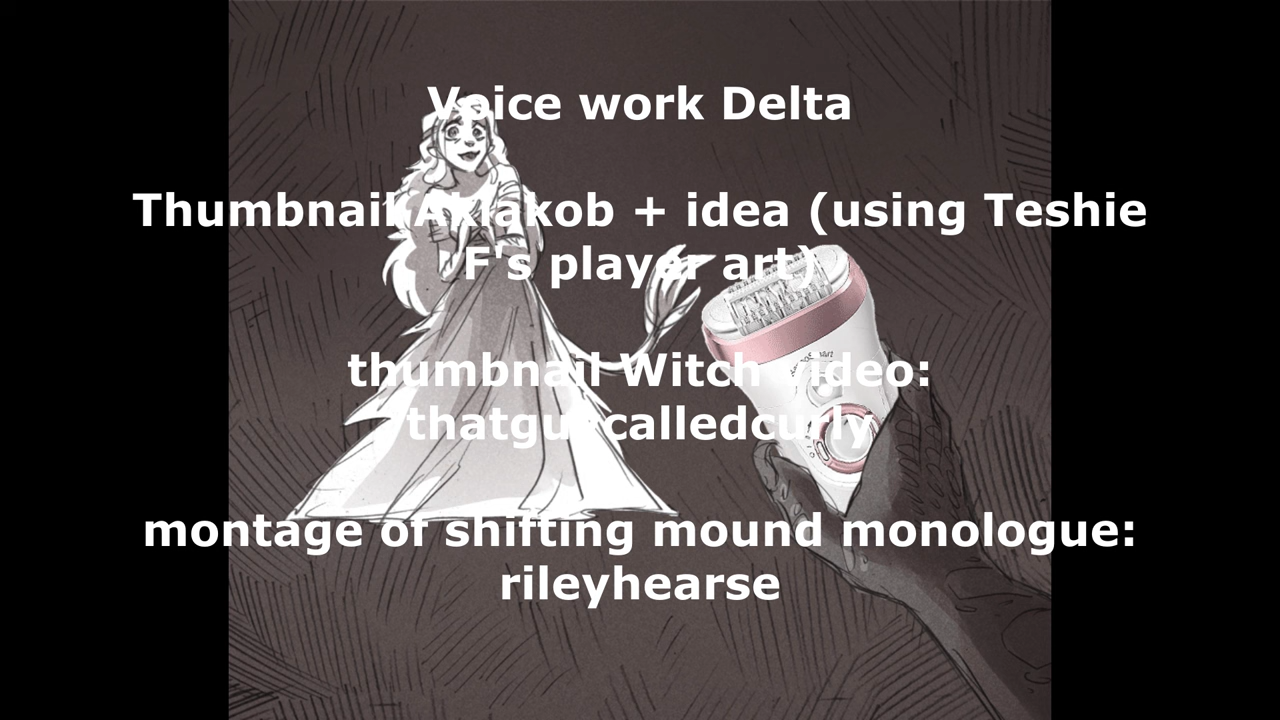 Voice work Delta
Thumbnail Aklakob + idea (using Teshie
F's player art)
thumbnail Witch video:
thatguycalledcurly
montage of shifting mound monologue:
rileyhearse